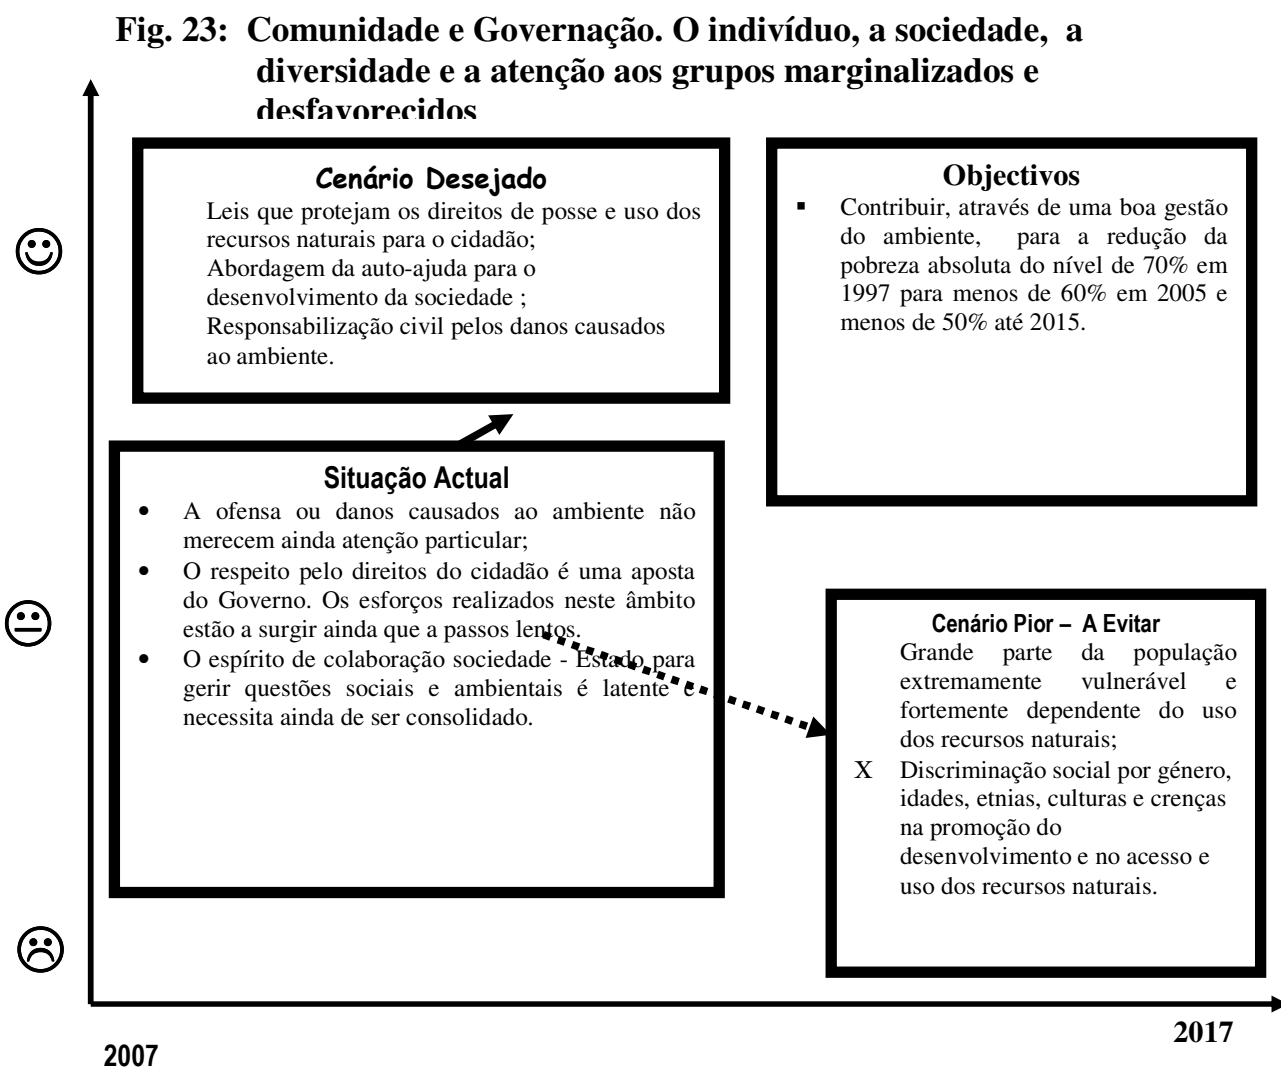 Fig. 23: Comunidade e Governação. O indivíduo, a sociedade, a
diversidade e a atenção aos grupos marginalizados e
desfavorecidos
Cenário Desejado
Leis que protejam os direitos de posse e uso dos
recursos naturais para o cidadão;
Abordagem da auto-ajuda para o
desenvolvimento da sociedade ;
Responsabilização civil pelos danos causados
ao ambiente.
Objectivos
▪ Contribuir, através de uma boa gestão
do ambiente, para a redução da
pobreza absoluta do nível de 70% em
1997 para menos de 60% em 2005 e
menos de 50% até 2015.
Situação Actual
• A ofensa ou danos causados ao ambiente não
merecem ainda atenção particular;
• O respeito pelo direitos do cidadão é uma aposta
do Governo. Os esforços realizados neste âmbito
estão a surgir ainda que a passos lentos.
• O espírito de colaboração sociedade - Estado para
gerir questões sociais e ambientais é latente e
necessita ainda de ser consolidado.
Cenário Pior – A Evitar
Grande parte da população
extremamente vulnerável e
fortemente dependente do uso
dos recursos naturais;
X Discriminação social por género,
idades, etnias, culturas e crenças
na promoção do
desenvolvimento e no acesso e
uso dos recursos naturais.
2017
2007